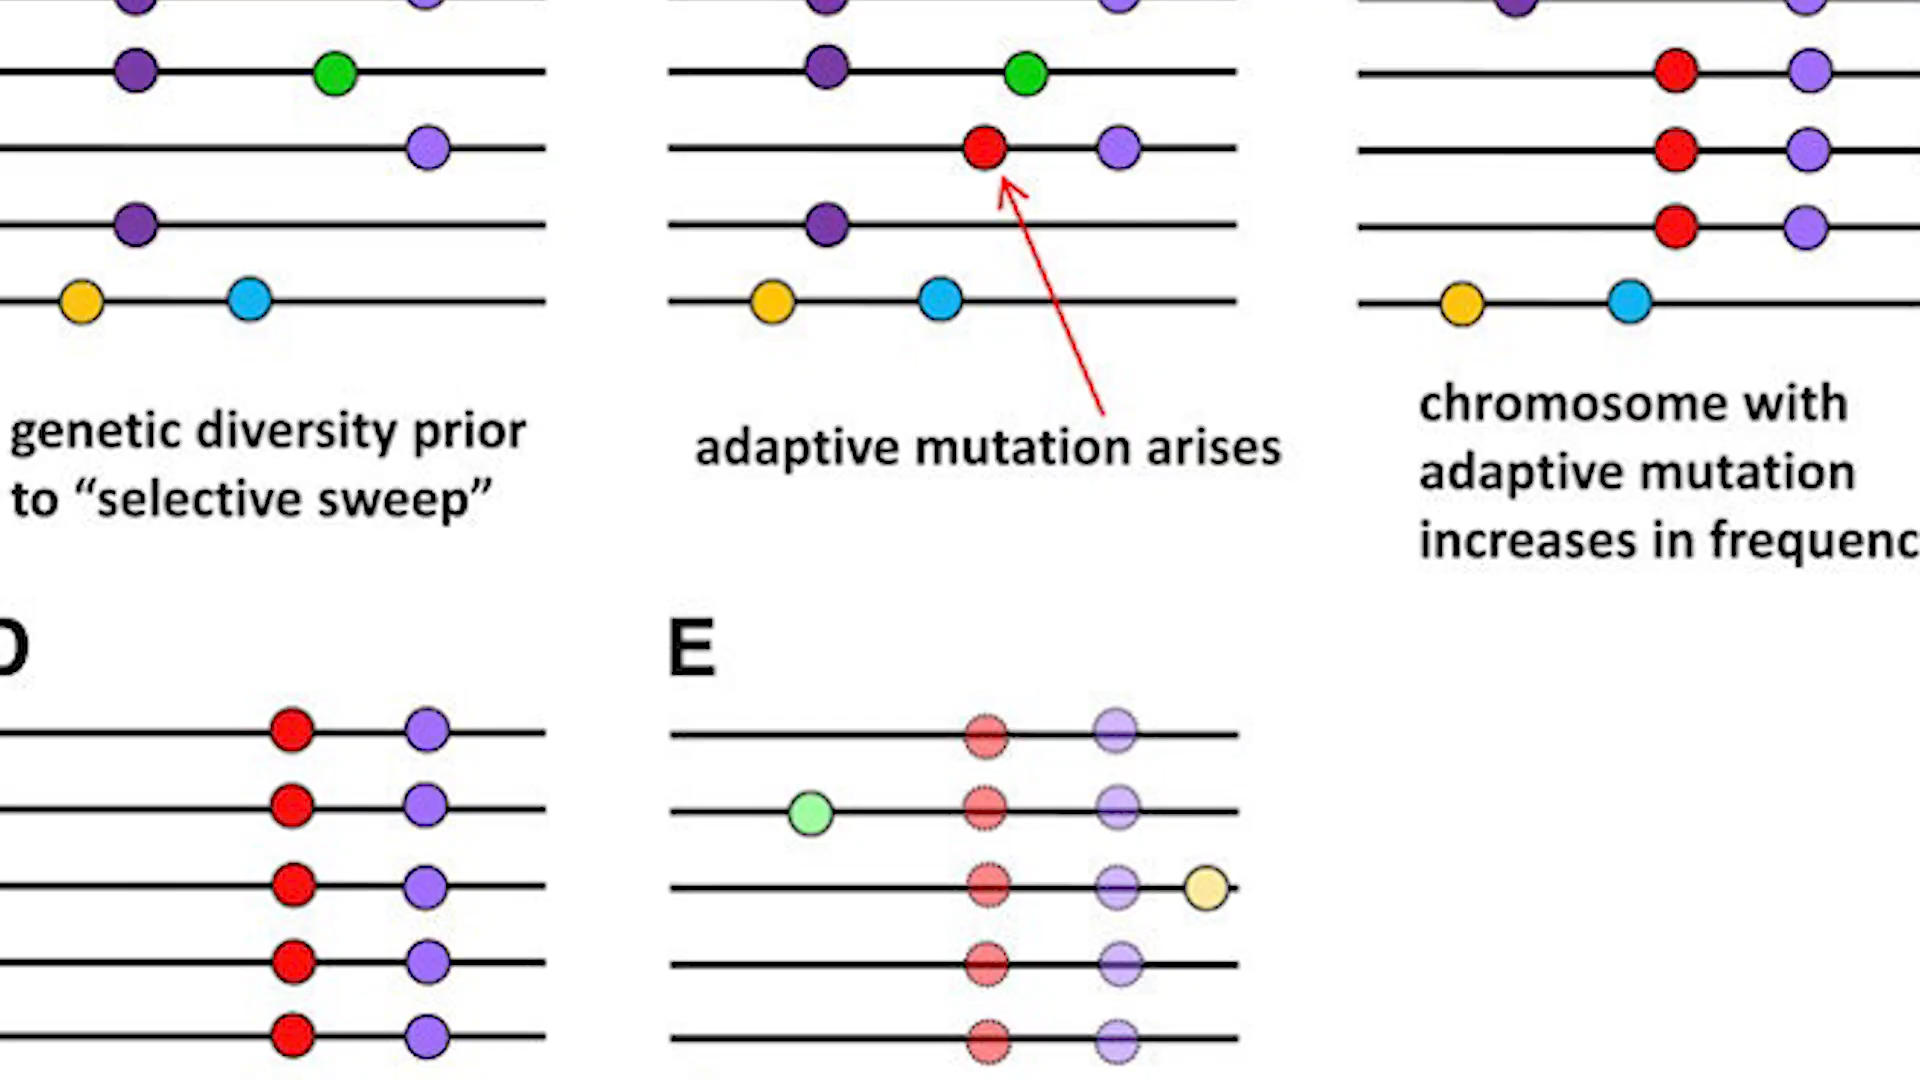 genetic diversity prior
to “selective sweep”
adaptive mutation arises
chromosome with
adaptive mutation
increases in frequenc
D
E